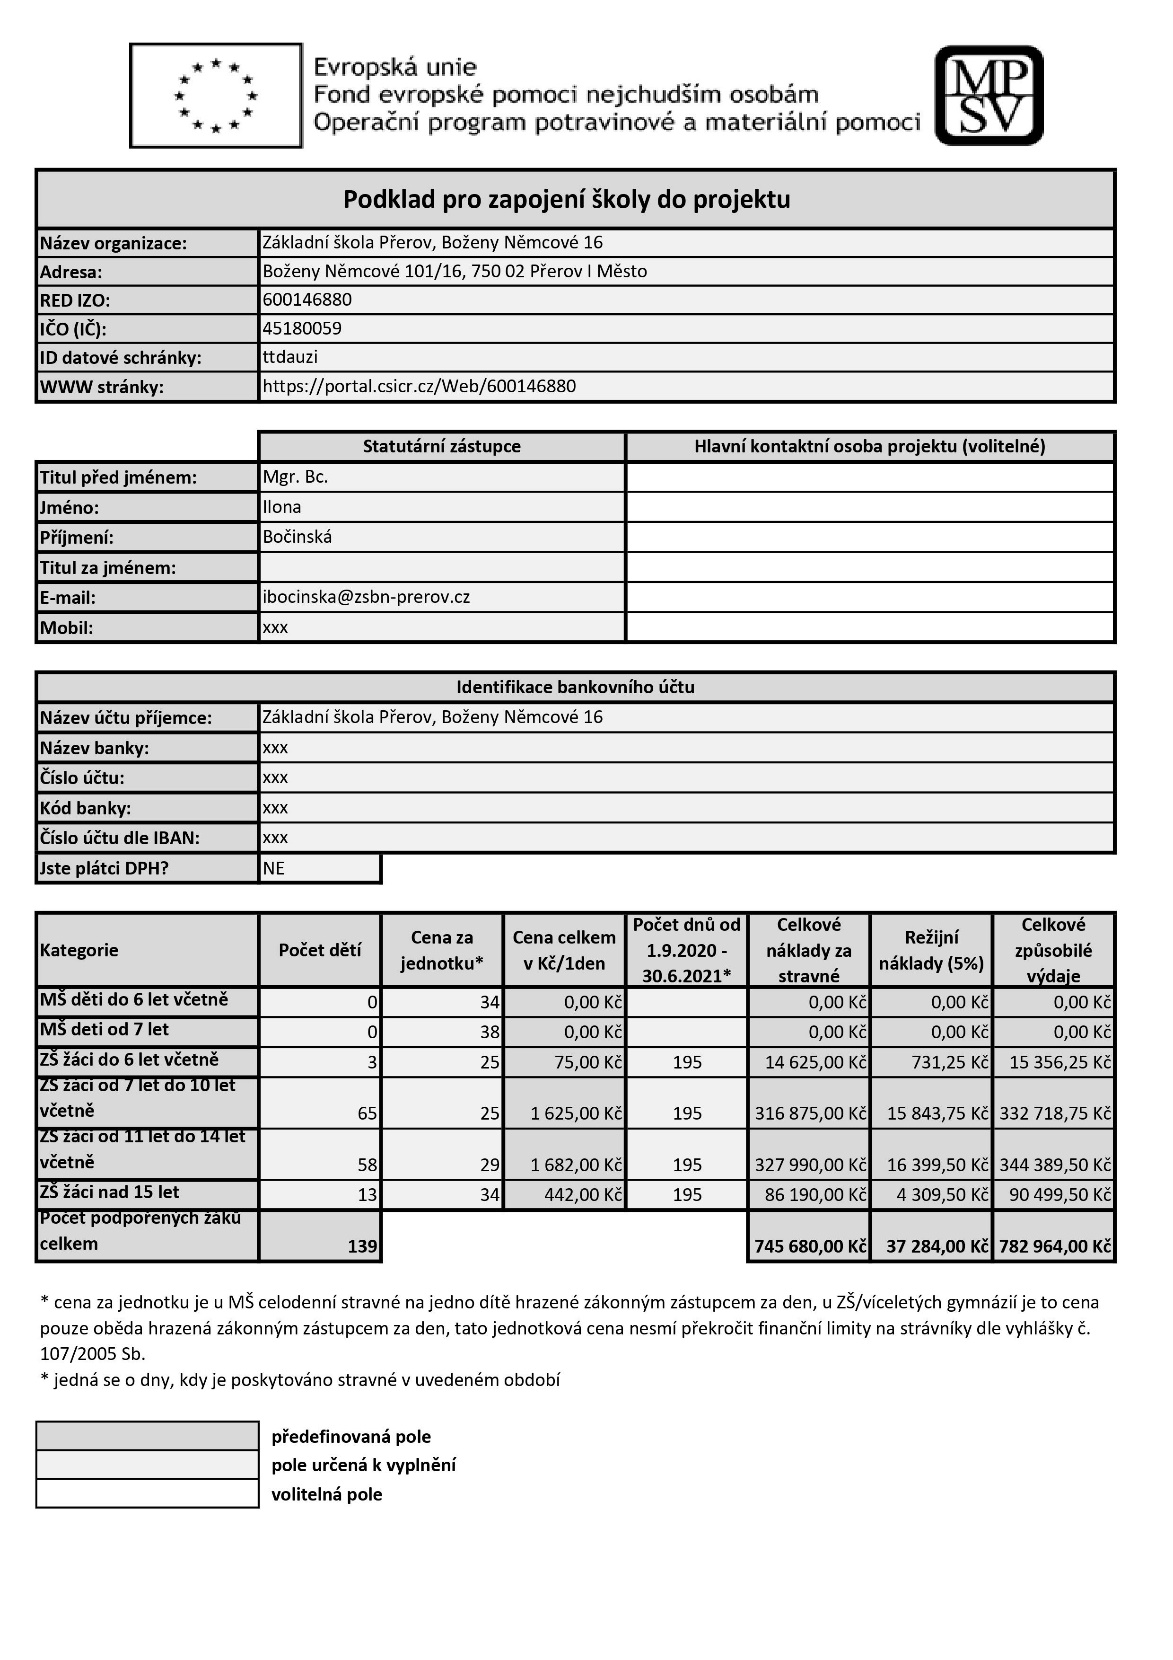 Evropská unie
Fond evropské pomoci nejchudším osobám
Operační program potravinové a materiální pomoci
MP
SV
Podklad pro zapojení školy do projektu
Název organizace: Základní škola Přerov, Boženy Němcové 16
Adresa: Boženy Němcové 101/16, 750 02 Přerov I Město
RED IZO: 600146880
IČO (IČ): 45180059
ID datové schránky: ttdauzi
WWW stránky: https://portal.csicr.cz/Web/600146880
Statutární zástupce Hlavní kontaktní osoba projektu (volitelné)
Titul před jménem: Mgr. Bc.
Jméno: Ilona
Příjmení: Bočinská
Titul za jménem:
E-mail: ibocinska@zsbn-prerov.cz
Mobil: xxx
Identifikace bankovního účtu
Název účtu příjemce: Základní škola Přerov, Boženy Němcové 16
Název banky: xxx
Číslo účtu: xxx
Kód banky: xxx
Číslo účtu dle IBAN: xxx
Jste plátci DPH? NE
Kategorie
Počet dětí
Cena za
jednotku*
Cena celkem
v Kč/1den
Počet dnů od
1.9.2020 -
30.6.2021*
Celkové
náklady za
stravné
Režijní
náklady (5%)
Celkové
způsobilé
výdaje
MŠ děti do 6 let včetně 0 34 0,00 Kč 0,00 Kč 0,00 Kč 0,00 Kč
MŠ deti od 7 let 0 38 0,00 Kč 0,00 Kč 0,00 Kč 0,00 Kč
ZŠ žáci do 6 let včetně 3 25 75,00 Kč 195 14 625,00 Kč 731,25 Kč 15 356,25 Kč
ZŠ žáci od 7 let do 10 let
včetně 65 25 1 625,00 Kč 195 316 875,00 Kč 15 843,75 Kč 332 718,75 Kč
ZŠ žáci od 11 let do 14 let
včetně 58 29 1 682,00 Kč 195 327 990,00 Kč 16 399,50 Kč 344 389,50 Kč
ZŠ žáci nad 15 let 13 34 442,00 Kč 195 86 190,00 Kč 4 309,50 Kč 90 499,50 Kč
Počet podpořených žáků
celkem 139 745 680,00 Kč 37 284,00 Kč 782 964,00 Kč
* cena za jednotku je u MŠ celodenní stravné na jedno dítě hrazené zákonným zástupcem za den, u ZŠ/víceletých gymnázií je to cena
pouze oběda hrazená zákonným zástupcem za den, tato jednotková cena nesmí překročit finanční limity na strávníky dle vyhlášky č.
107/2005 Sb.
* jedná se o dny, kdy je poskytováno stravné v uvedeném období
předefinovaná pole
pole určená k vyplnění
volitelná pole